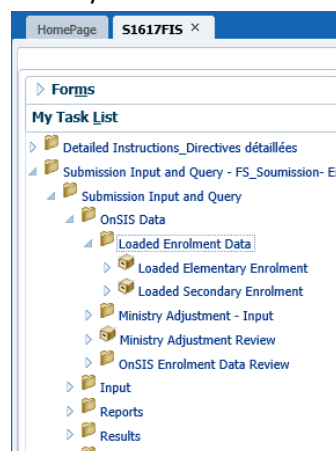 HomePage S1617FIS ×
Forms
My Task List
Detailed Instructions_Directives détaillées
Submission Input and Query - FS_Soumission- E
Submission Input and Query
OnSIS Data
Loaded Enrolment Data
Loaded Elementary Enrolment
Loaded Secondary Enrolment
Ministry Adjustment - Input
Ministry Adjustment Review
OnSIS Enrolment Data Review
Input
Reports
Results